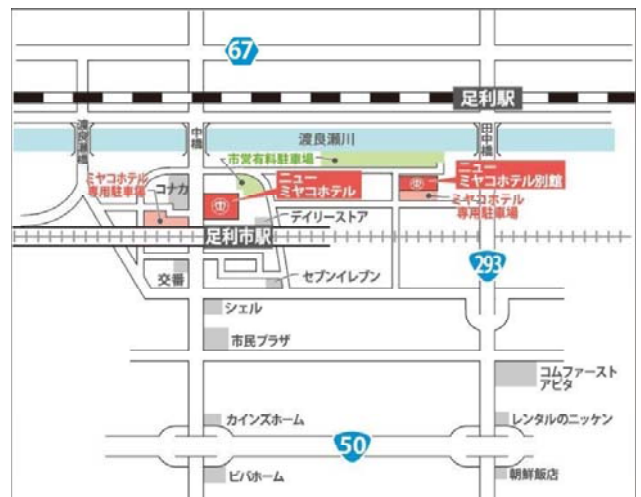 67
足利駅
渡良瀬橋
中橋
渡良瀬川
田中橋
市営有料駐車場
ミヤコホテル
専用駐車場
コナカ
ニュー
ミヤコホテル
ニュー
ミヤコホテル別館
ミヤコホテル
専用駐車場
デイリーストア
足利市駅
交番
セブンイレブン
293
シェル
市民プラザ
コムファースト
アピタ
カインズホーム
レンタルのニッケン
50
ビバホーム
朝鮮飯店